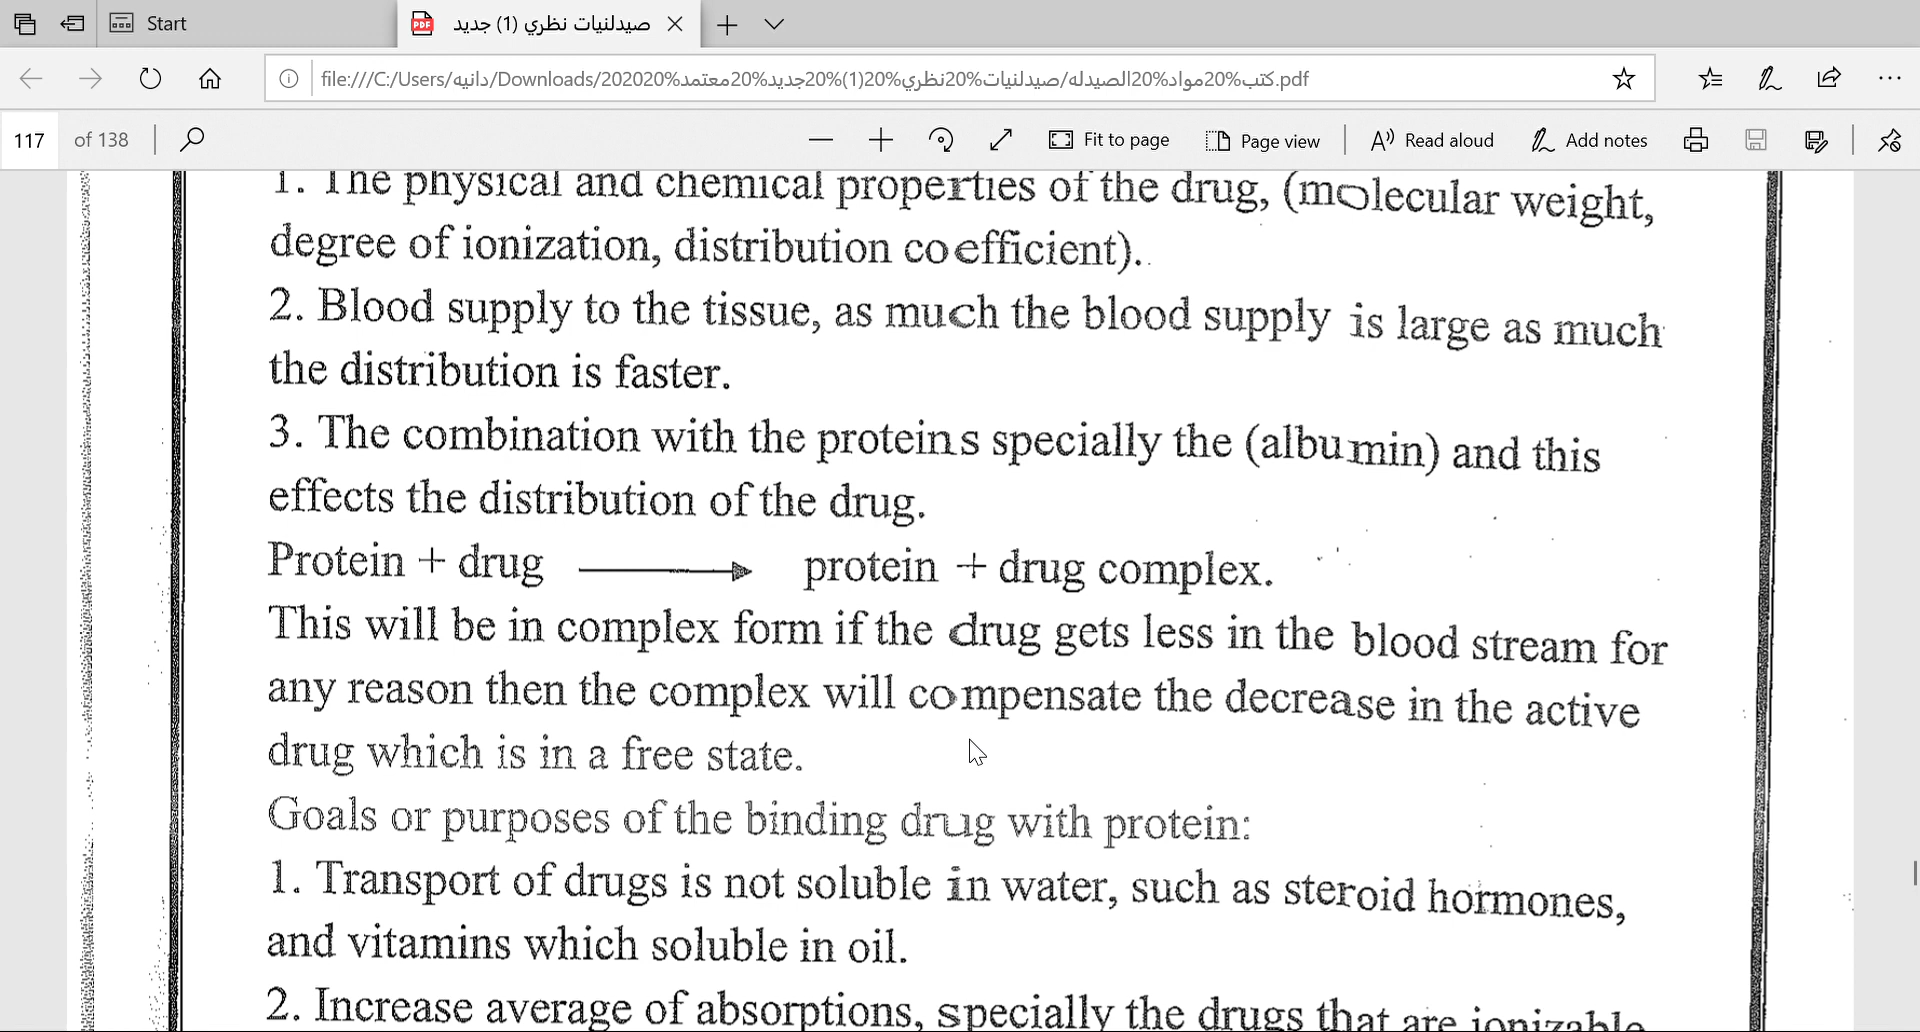 Start
صيدلنيات نظري (1) جديد
file:///C:/Users/دانيه/Downloads/202020%معتمد20%جديد20%(1)20%نظري20%صيدلنيات/الصيدله20%مواد20%كتب.pdf
117 of 138
Fit to page
Page view
Read aloud
Add notes
1. The physical and chemical properties of the drug, (molecular weight,
degree of ionization, distribution coefficient).
2. Blood supply to the tissue, as much the blood supply is large as much
the distribution is faster.
3. The combination with the proteins specially the (albumin) and this
effects the distribution of the drug.
Protein + drug → protein + drug complex.
This will be in complex form if the drug gets less in the blood stream for
any reason then the complex will compensate the decrease in the active
drug which is in a free state.
Goals or purposes of the binding drug with protein:
1. Transport of drugs is not soluble in water, such as steroid hormones,
and vitamins which soluble in oil.
2. Increase average of absorptions, specially the drugs that are ionizable